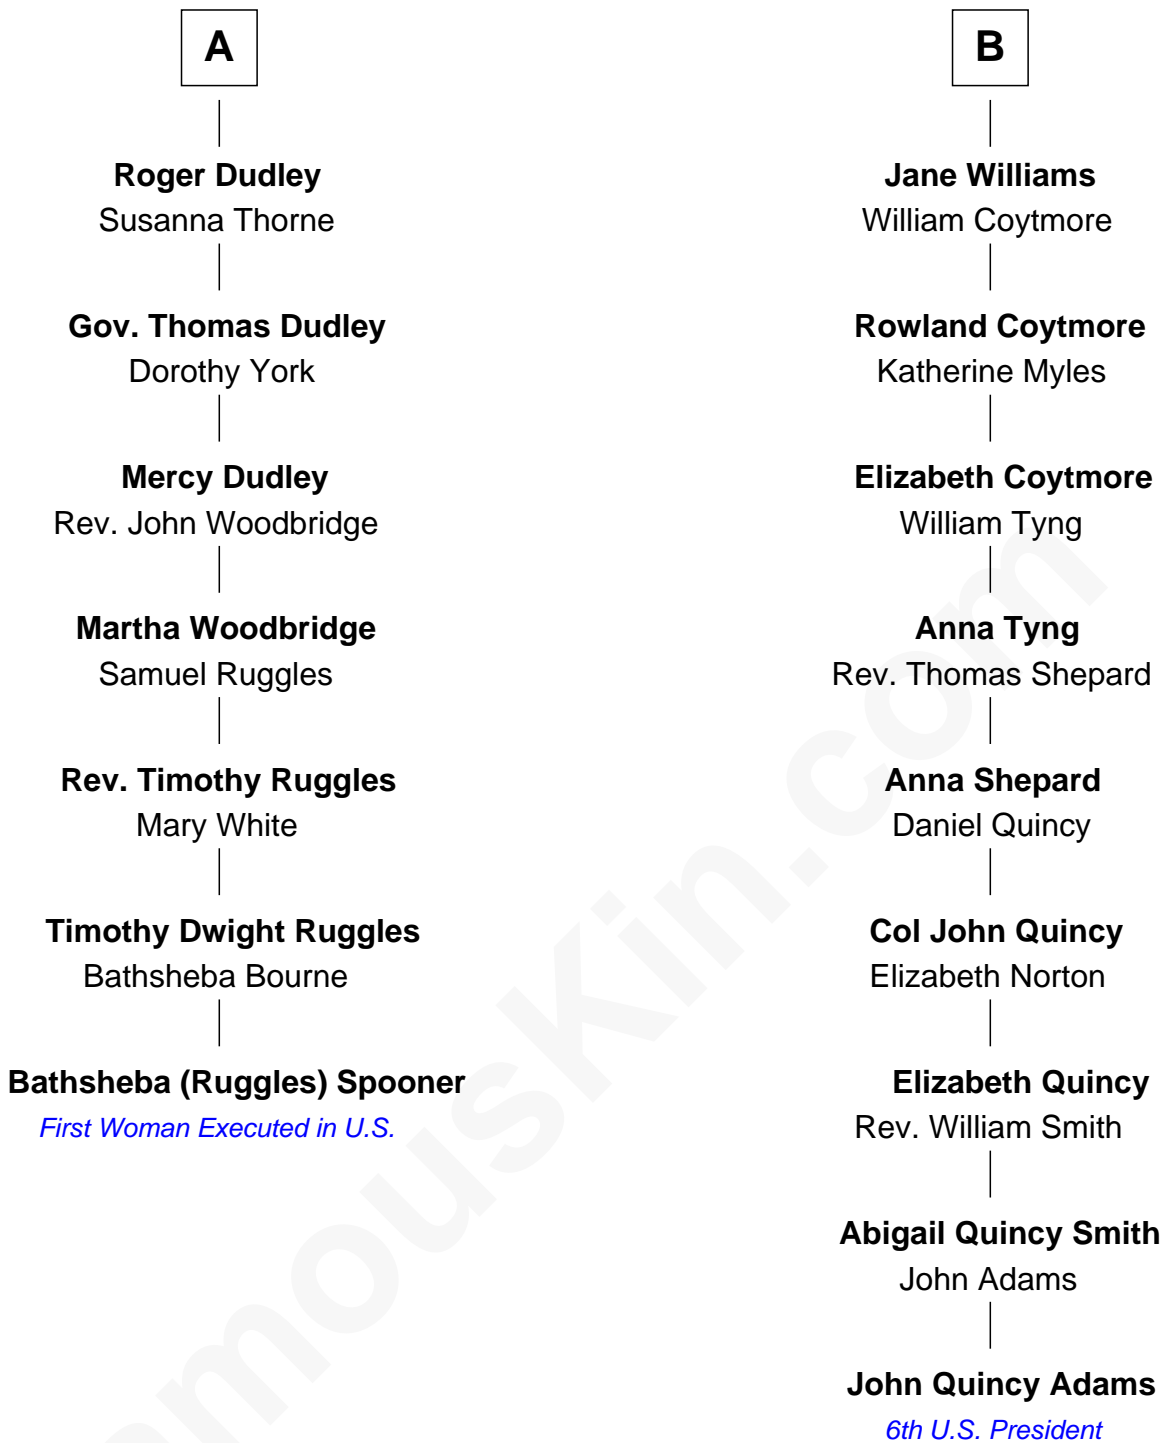 A
Roger Dudley
Susanna Thorne
Gov. Thomas Dudley
Dorothy York
Mercy Dudley
Rev. John Woodbridge
Martha Woodbridge
Samuel Ruggles
Rev. Timothy Ruggles
Mary White
Timothy Dwight Ruggles
Bathsheba Bourne
Bathsheba (Ruggles) Spooner
First Woman Executed in U.S.
B
Jane Williams
William Coytmore
Rowland Coytmore
Katherine Myles
Elizabeth Coytmore
William Tyng
Anna Tyng
Rev. Thomas Shepard
Anna Shepard
Daniel Quincy
Col John Quincy
Elizabeth Norton
Elizabeth Quincy
Rev. William Smith
Abigail Quincy Smith
John Adams
John Quincy Adams
6th U.S. President
amouskin.com